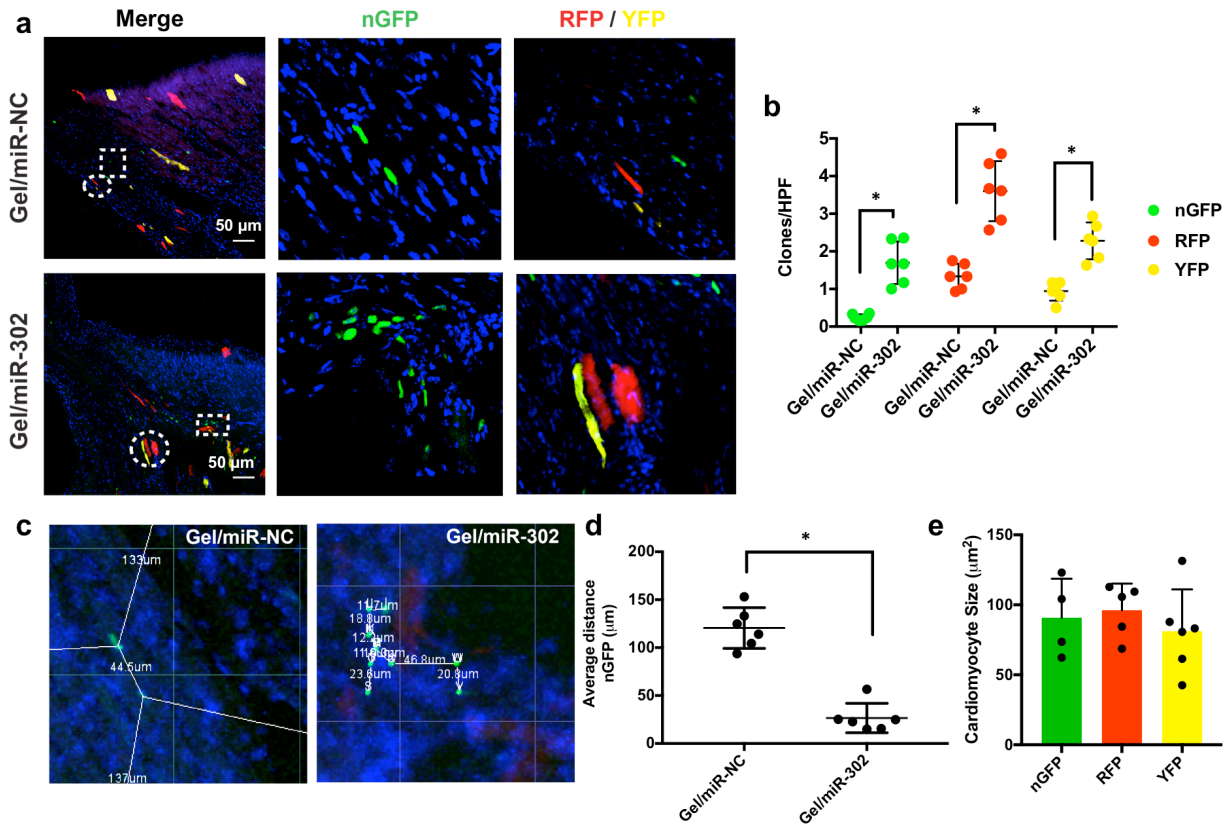 a
Merge
nGFP
RFP / YFP
Gel/miR-NC
50 μm
Gel/miR-302
50 μm
b
Clones/HPF
5
4
3
2
1
0
Gel/miR-NC
Gel/miR-302
Gel/miR-NC
Gel/miR-302
Gel/miR-NC
Gel/miR-302
*
*
*
nGFP
RFP
YFP
c
Gel/miR-NC
133um
44.5um
137um
Gel/miR-302
11.7um
18.8um
46.8um
23.6um
20.8um
W
d
Average distance
nGFP (μm)
200
150
100
50
0
*
Gel/miR-NC
Gel/miR-302
e
Cardiomyocyte Size (μm²)
150
100
50
0
nGFP
RFP
YFP